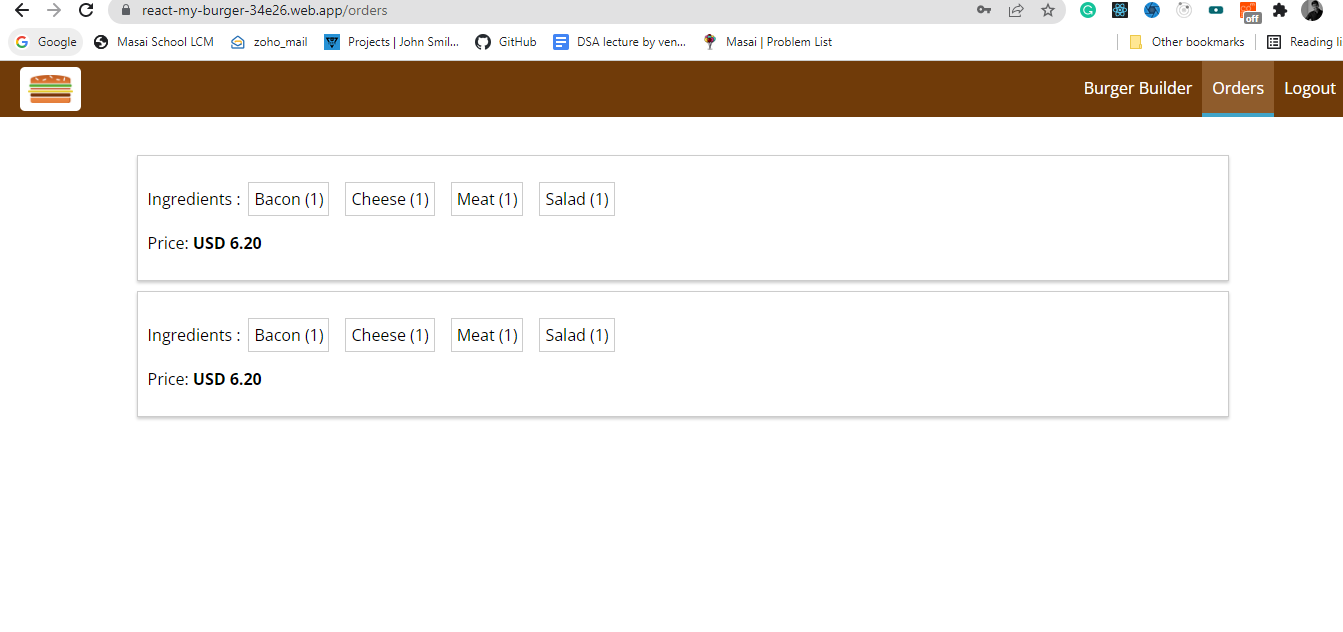 react-my-burger-34e26.web.app/orders
off
Google Masai School LCM zoho_mail Projects | John Smil... GitHub DSA lecture by ven... Masai | Problem List Other bookmarks Reading li
Burger Builder Orders Logout
Ingredients : Bacon (1) Cheese (1) Meat (1) Salad (1)
Price: USD 6.20
Ingredients : Bacon (1) Cheese (1) Meat (1) Salad (1)
Price: USD 6.20